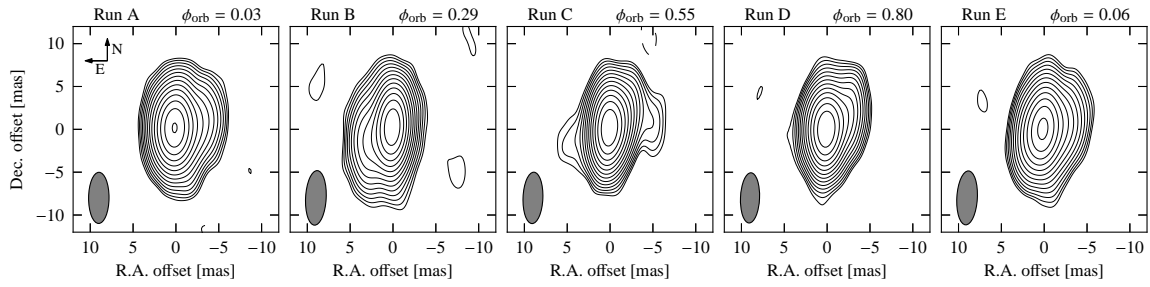 Run A ϕorb = 0.03 Run B ϕorb = 0.29 Run C ϕorb = 0.55 Run D ϕorb = 0.80 Run E ϕorb = 0.06
N
E
Dec. offset [mas]
10
5
0
−5
−10
10 5 0 −5 −10 10 5 0 −5 −10 10 5 0 −5 −10 10 5 0 −5 −10 10 5 0 −5 −10
R.A. offset [mas] R.A. offset [mas] R.A. offset [mas] R.A. offset [mas] R.A. offset [mas]